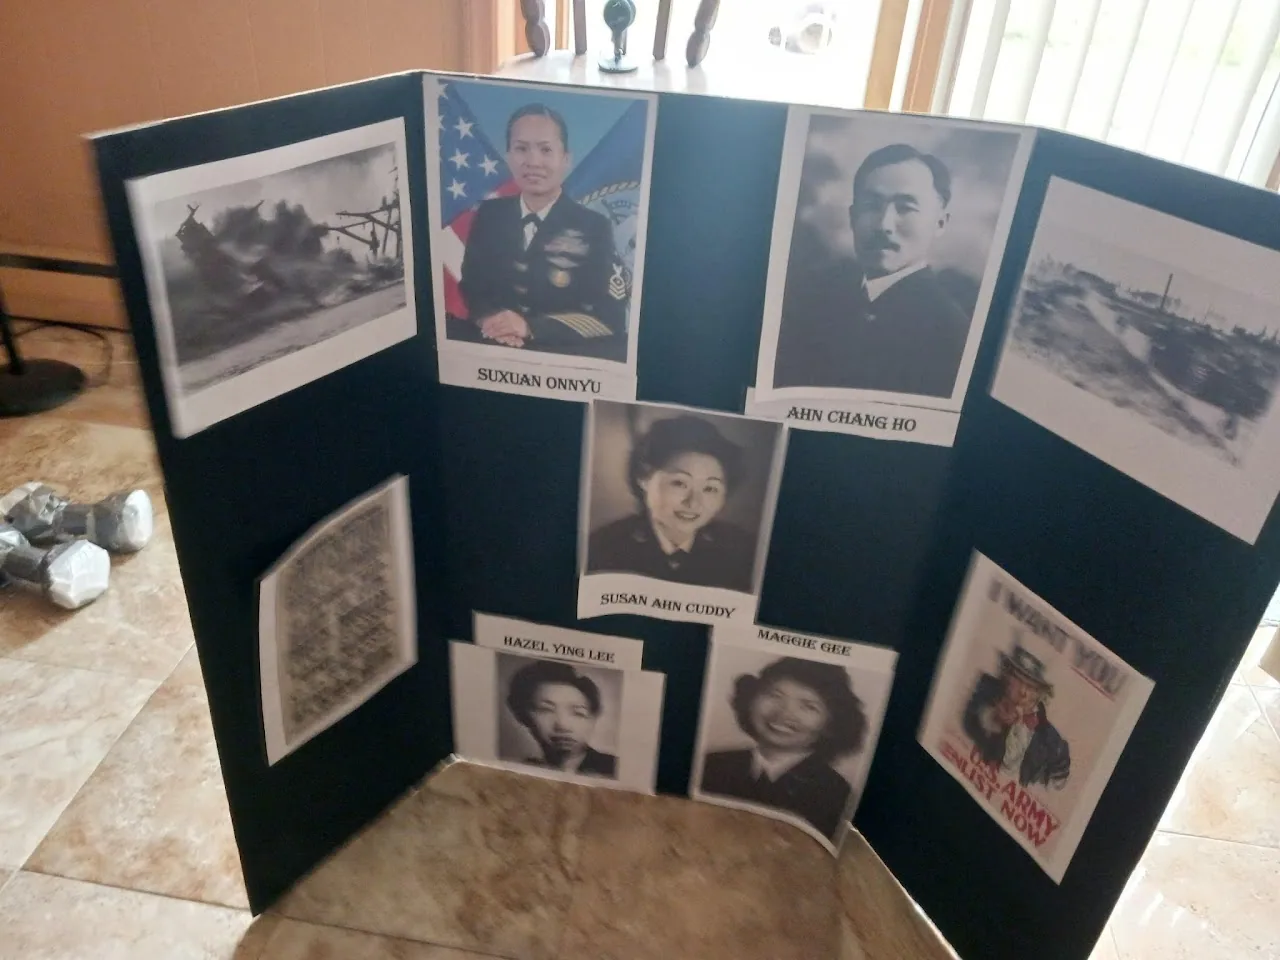 SUXUAN ONNYU
AHN CHANG HO
SUSAN AHN CUDDY
HAZEL YING LEE
MAGGIE GEE
I WANT YOU
U.S. ARMY
ENLIST NOW